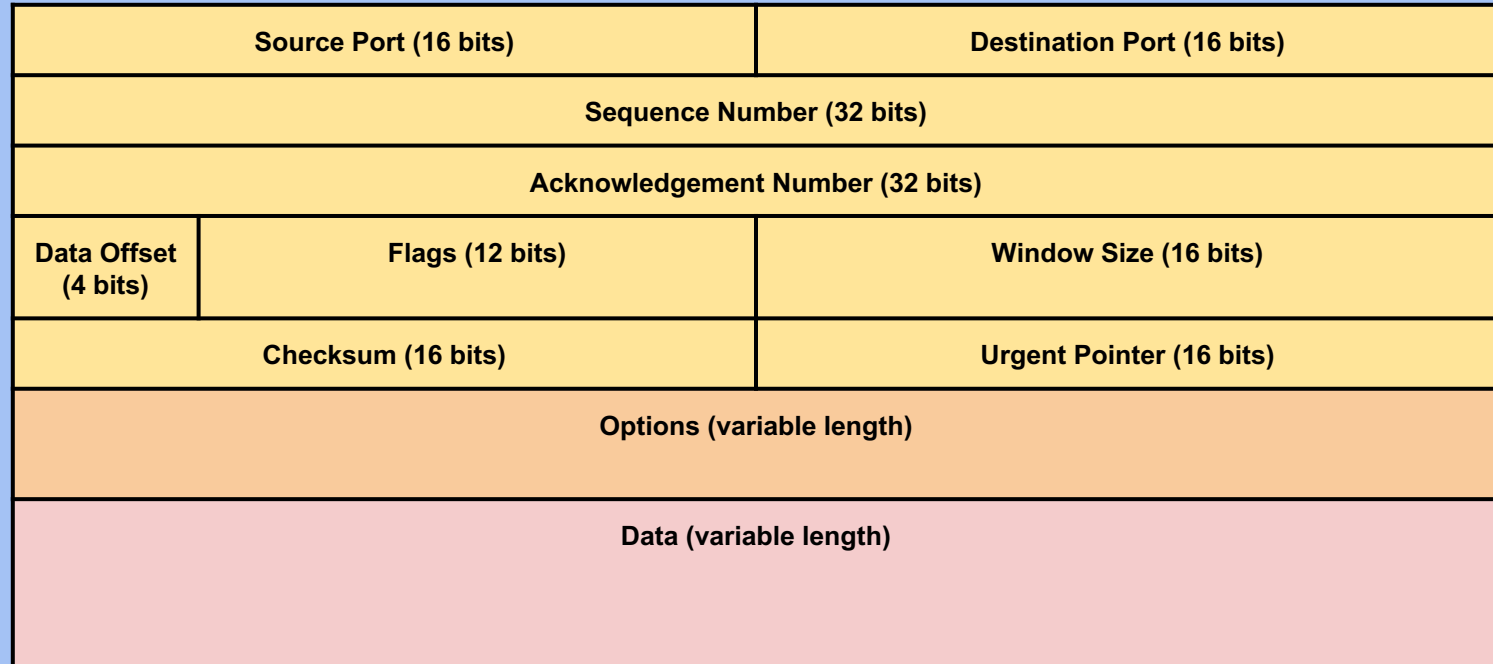 Source Port (16 bits)
Destination Port (16 bits)
Sequence Number (32 bits)
Acknowledgement Number (32 bits)
Data Offset
(4 bits)
Flags (12 bits)
Window Size (16 bits)
Checksum (16 bits)
Urgent Pointer (16 bits)
Options (variable length)
Data (variable length)